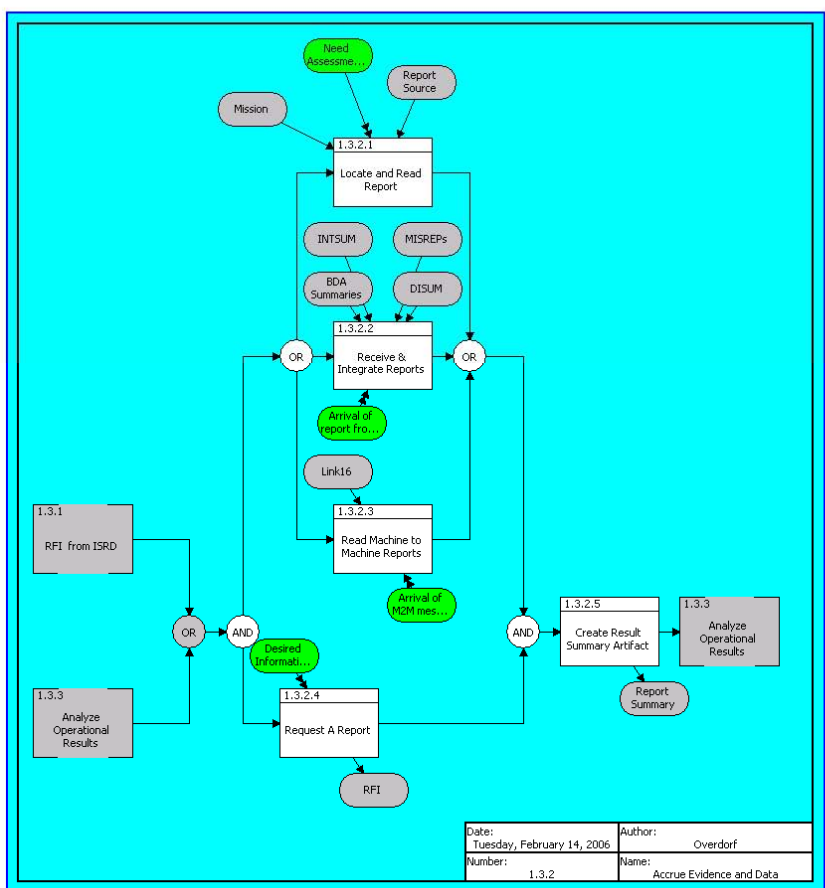 Need
Assessme...
Report
Source
Mission
1.3.2.1
Locate and Read
Report
INTSUM
MISREPs
BDA
Summaries
DISUM
1.3.2.2
OR
Receive &
Integrate Reports
OR
Arrival of
report fro...
Link16
1.3.2.3
Read Machine to
Machine Reports
Arrival of
M2M mes...
1.3.1
RFI from ISRD
OR
AND
Desired
Informati...
1.3.3
Analyze
Operational
Results
1.3.2.4
Request A Report
RFI
AND
1.3.2.5
Create Result
Summary Artifact
1.3.3
Analyze
Operational
Results
Report
Summary
Date:
Tuesday, February 14, 2006
Author:
Overdorf
Number:
1.3.2
Name:
Accrue Evidence and Data